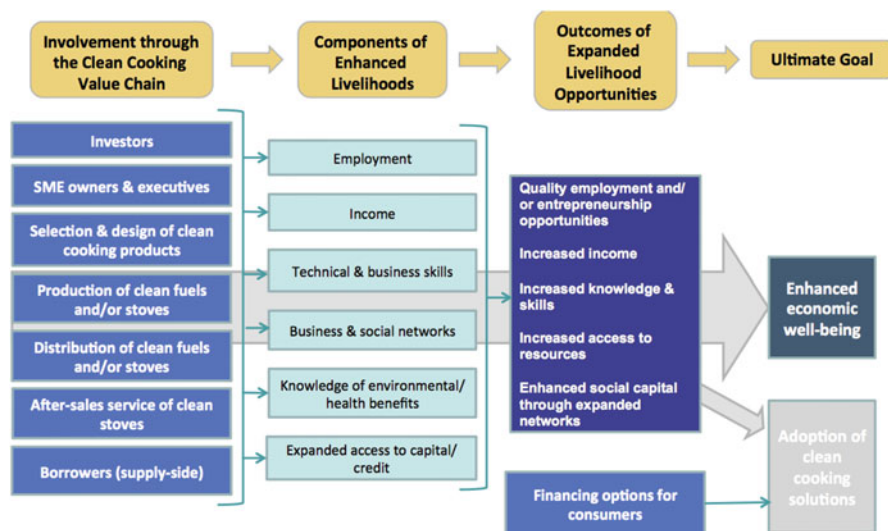 Involvement through
the Clean Cooking
Value Chain
Components of
Enhanced
Livelihoods
Outcomes of
Expanded
Livelihood
Opportunities
Ultimate Goal
Investors
SME owners & executives
Selection & design of clean
cooking products
Production of clean fuels
and/or stoves
Distribution of clean fuels
and/or stoves
After-sales service of clean
stoves
Borrowers (supply-side)
Employment
Income
Technical & business skills
Business & social networks
Knowledge of environmental/
health benefits
Expanded access to capital/
credit
Quality employment and/
or entrepreneurship
opportunities
Increased income
Increased knowledge &
skills
Increased access to
resources
Enhanced social capital
through expanded
networks
Financing options for
consumers
Enhanced
economic
well-being
Adoption of
clean
cooking
solutions